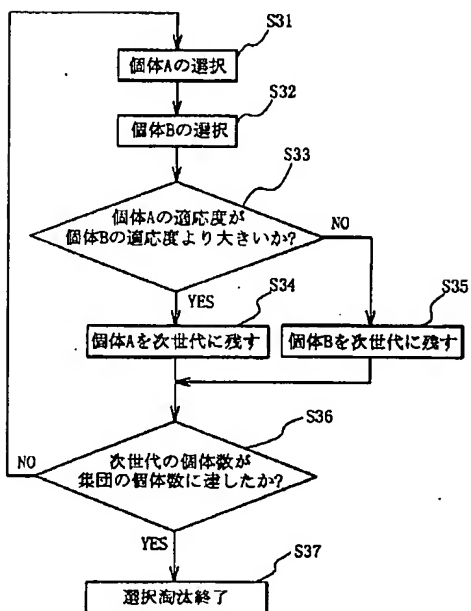 S31
個体Aの選択
S32
個体Bの選択
S33
個体Aの適応度が
個体Bの適応度より大きいか?
NO
YES
S34
個体Aを次世代に残す
S35
個体Bを次世代に残す
S36
次世代の個体数が
集団の個体数に達したか?
NO
YES
S37
選択淘汰終了